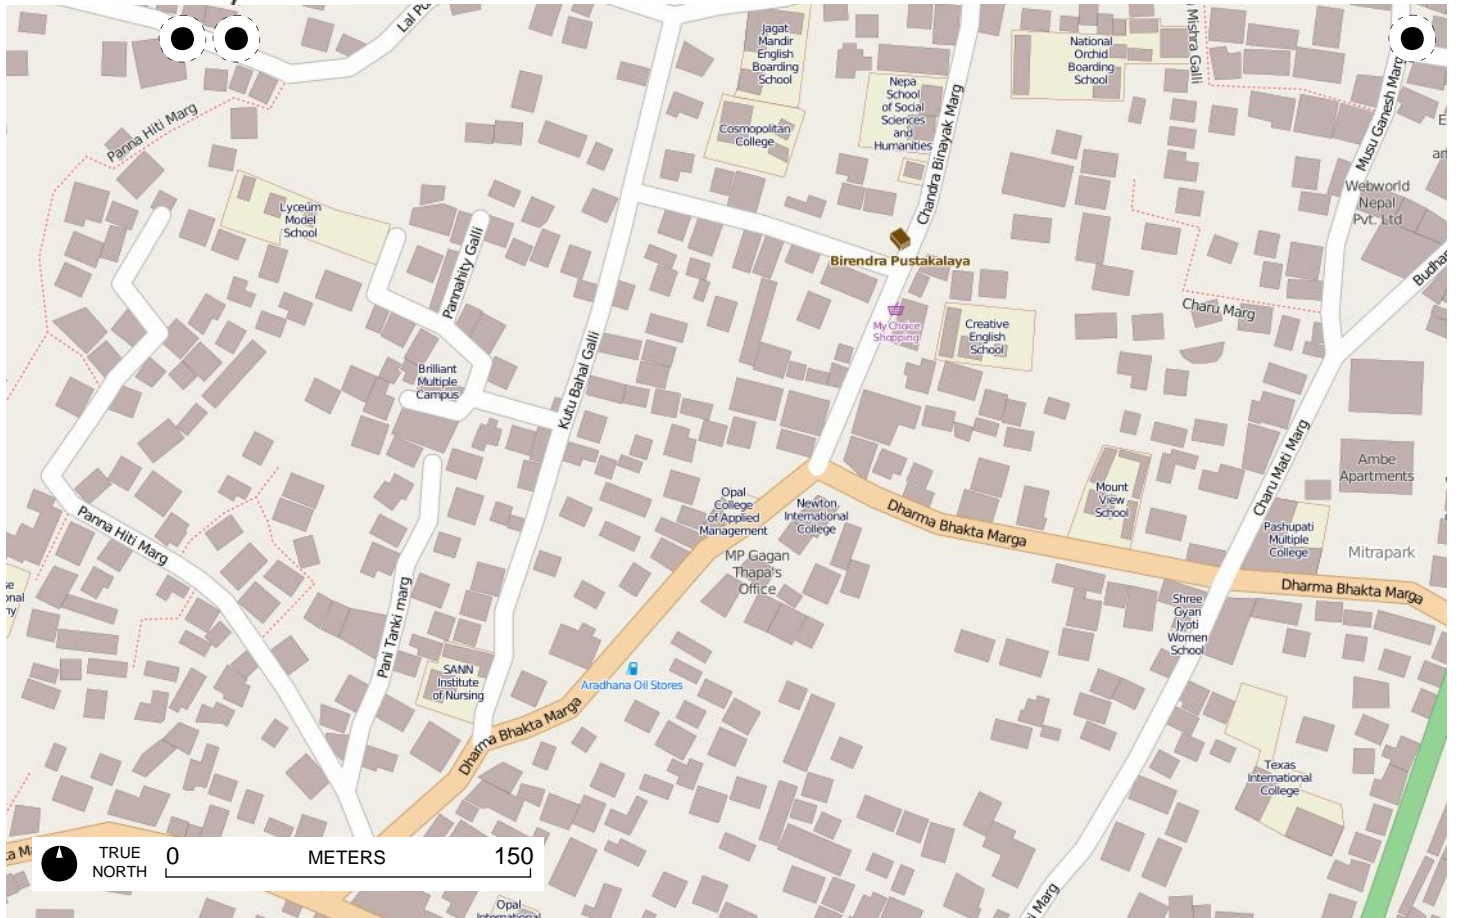 Lal Po
Jagat
Mandir
English
Boarding
School
National
Orchid
Boarding
School
Mishra Galli
Nepa
School
of Social
Sciences
and
Humanities
Cosmopolitan
College
Panna Hiti Marg
Chandra Binayak Marg
Musu Ganesh Marg
Webworld
Nepal
Pvt. Ltd
Lyceum
Model
School
Pannahity Galli
Birendra Pustakalaya
Budhan
Charu Marg
My Choice
Shopping
Creative
English
School
Kutu Bahal Galli
Brilliant
Multiple
Campus
Charu Mati Marg
Ambe
Apartments
Opal
College
of Applied
Management
Newton
International
College
Mount
View
School
Panna Hiti Marg
Dharma Bhakta Marga
Pashupati
Multiple
College
Mitrapark
MP Gagan
Thapa's
Office
Dharma Bhakta Marga
se
onal
ny
Pani Tanki marg
Shree
Gyan
Jyoti
Women
School
SANN
Institute
of Nursing
Aradhana Oil Stores
Dharma Bhakta Marga
Texas
International
College
TRUE
NORTH
0 METERS 150
Opal
International
i Marg